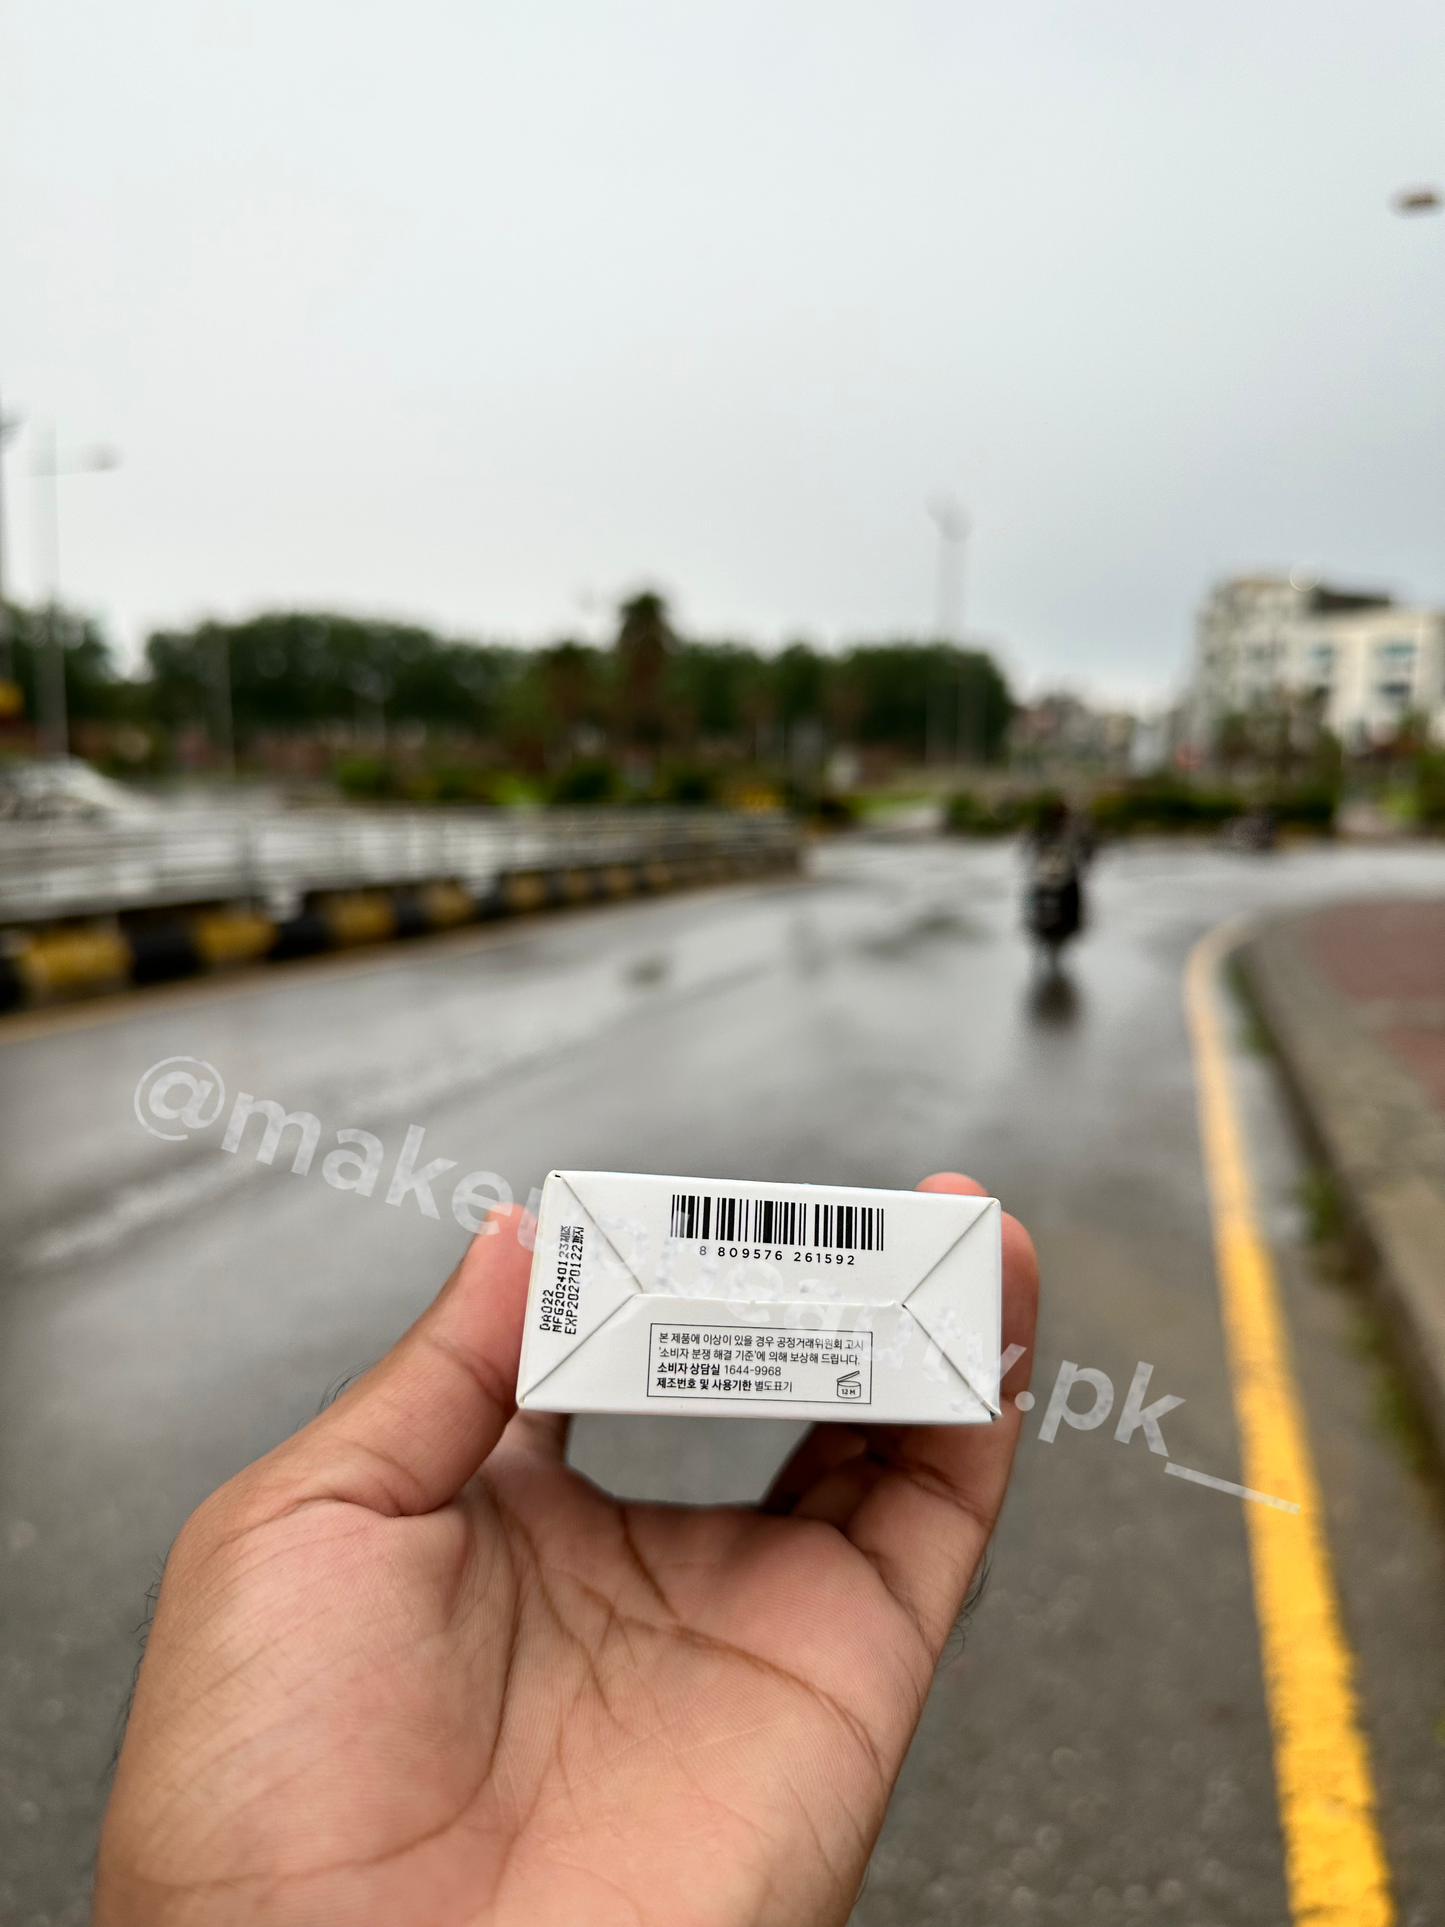 8 809576 261592
DA022
MFG20240123제조
EXP20270122까지
본 제품에 이상이 있을 경우 공정거래위원회 고시
'소비자 분쟁 해결 기준'에 의해 보상해 드립니다.
소비자 상담실 1644-9968
제조번호 및 사용기한 별도표기
12M